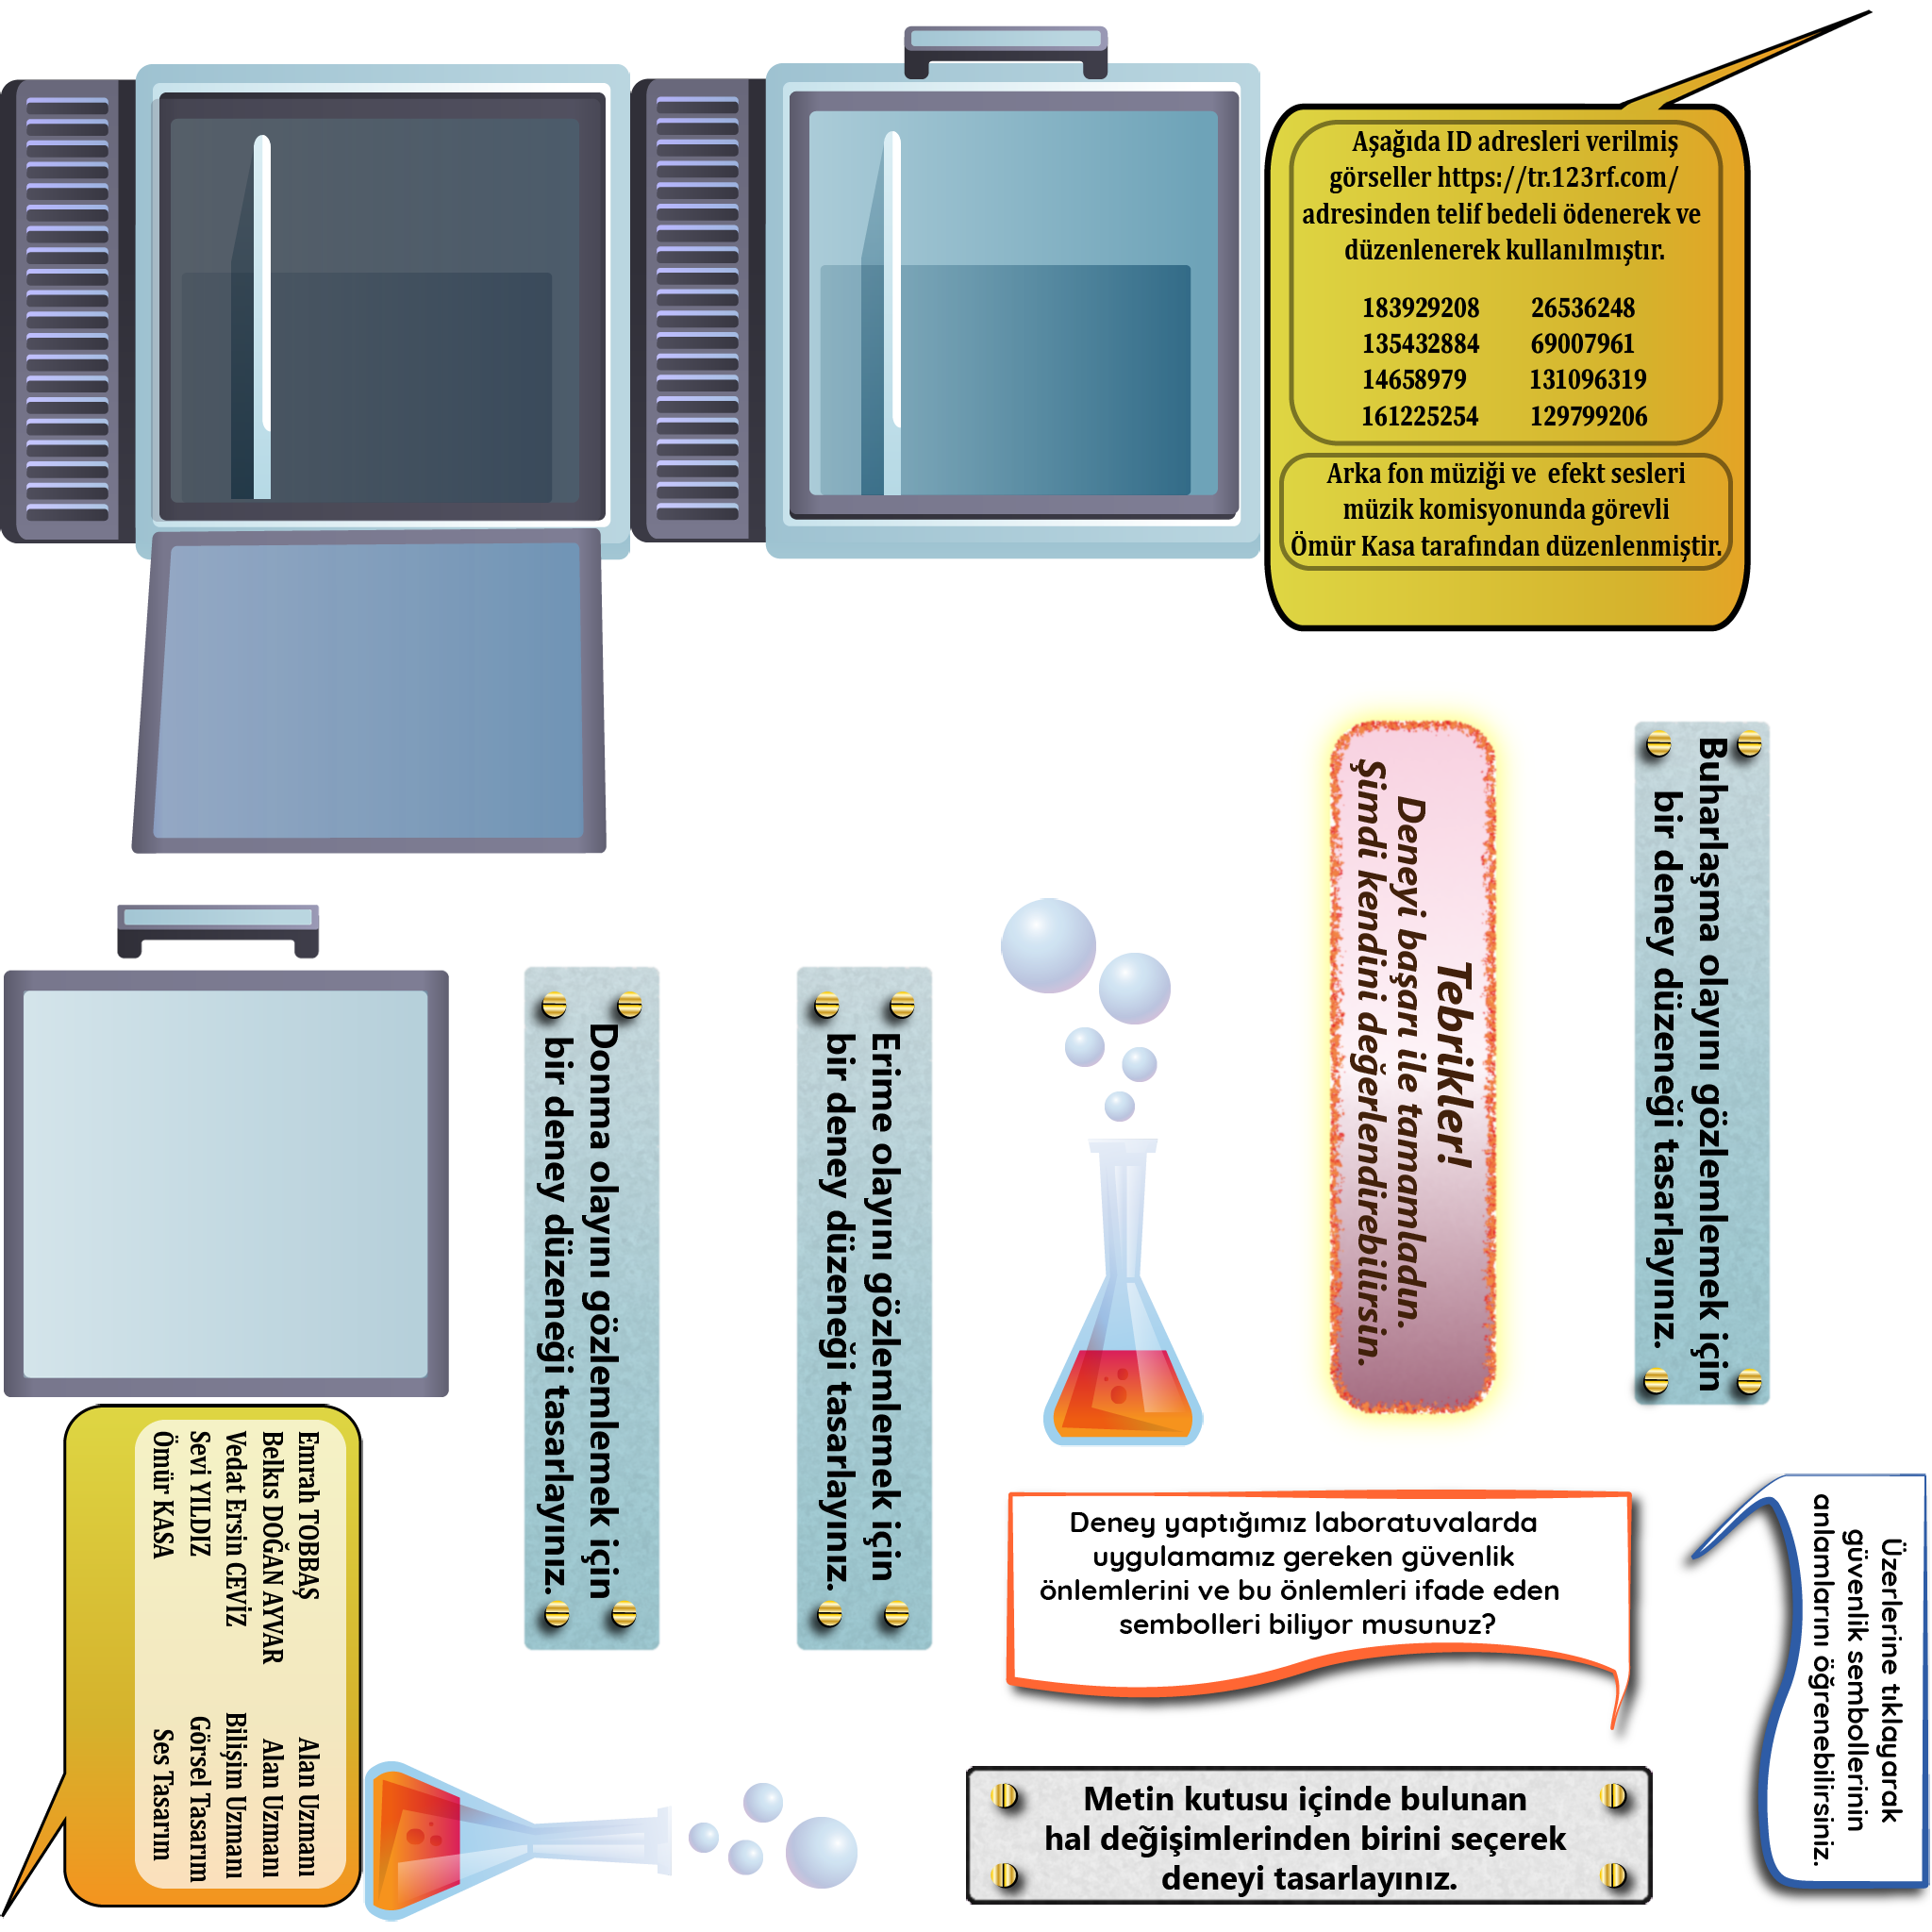 Aşağıda ID adresleri verilmiş
görseller https://tr.123rf.com/
adresinden telif bedeli ödenerek ve
düzenlenerek kullanılmıştır.
183929208 26536248
135432884 69007961
14658979 131096319
161225254 129799206
Arka fon müziği ve efekt sesleri
müzik komisyonunda görevli
Ömür Kasa tarafından düzenlenmiştir.
Tebrikler!
Deneyi başarı ile tamamladın.
Şimdi kendini değerlendirebilirsin.
Buharlaşma olayını gözlemlemek için
bir deney düzeneği tasarlayınız.
Donma olayını gözlemlemek için
bir deney düzeneği tasarlayınız.
Erime olayını gözlemlemek için
bir deney düzeneği tasarlayınız.
Emrah TOBBAŞ Alan Uzmanı
Belkıs DOĞAN AYVAR Alan Uzmanı
Vedat Ersin CEVİZ Bilişim Uzmanı
Sevi YILDIZ Görsel Tasarım
Ömür KASA Ses Tasarım
Deney yaptığımız laboratuvalarda
uygulamamız gereken güvenlik
önlemlerini ve bu önlemleri ifade eden
sembolleri biliyor musunuz?
Üzerlerine tıklayarak
güvenlik sembollerinin
anlamlarını öğrenebilirsiniz.
Metin kutusu içinde bulunan
hal değişimlerinden birini seçerek
deneyi tasarlayınız.